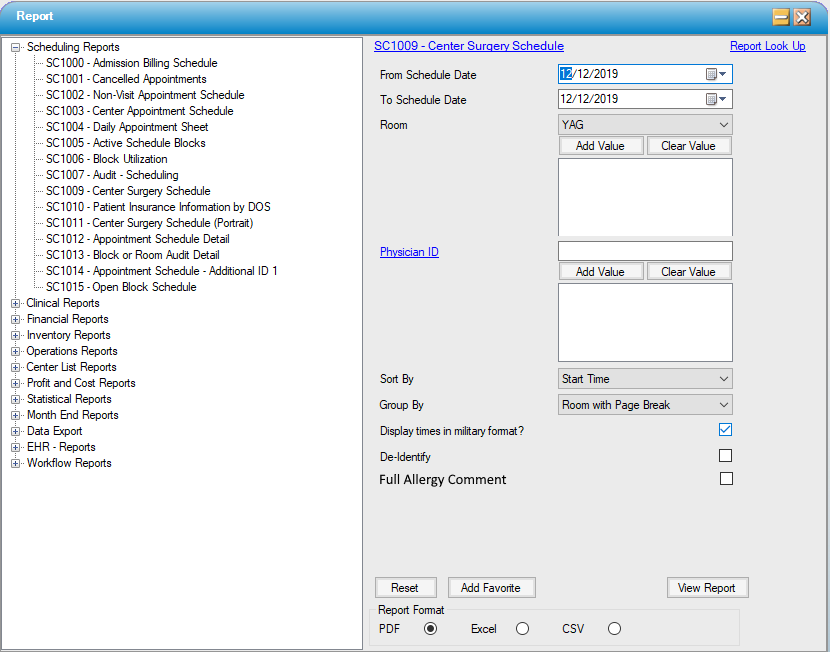 Report
Scheduling Reports
SC1000 - Admission Billing Schedule
SC1001 - Cancelled Appointments
SC1002 - Non-Visit Appointment Schedule
SC1003 - Center Appointment Schedule
SC1004 - Daily Appointment Sheet
SC1005 - Active Schedule Blocks
SC1006 - Block Utilization
SC1007 - Audit - Scheduling
SC1009 - Center Surgery Schedule
SC1010 - Patient Insurance Information by DOS
SC1011 - Center Surgery Schedule (Portrait)
SC1012 - Appointment Schedule Detail
SC1013 - Block or Room Audit Detail
SC1014 - Appointment Schedule - Additional ID 1
SC1015 - Open Block Schedule
Clinical Reports
Financial Reports
Inventory Reports
Operations Reports
Center List Reports
Profit and Cost Reports
Statistical Reports
Month End Reports
Data Export
EHR - Reports
Workflow Reports
SC1009 - Center Surgery Schedule Report Look Up
From Schedule Date 12/12/2019
To Schedule Date 12/12/2019
Room YAG
Add Value Clear Value
Physician ID
Add Value Clear Value
Sort By Start Time
Group By Room with Page Break
Display times in military format?
De-Identify
Full Allergy Comment
Reset Add Favorite View Report
Report Format
PDF Excel CSV